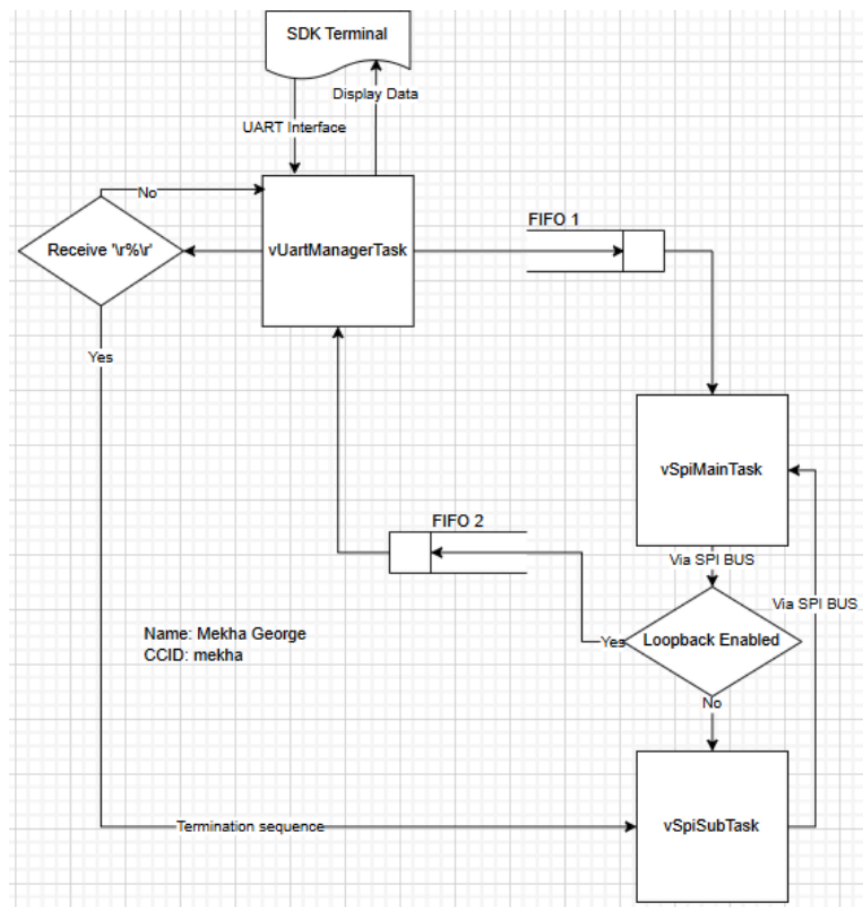 SDK Terminal
Display Data
UART Interface
No
FIFO 1
Receive '\r%\r'
vUartManagerTask
Yes
vSpiMainTask
FIFO 2
Via SPI BUS
Via SPI BUS
Name: Mekha George
CCID: mekha
Yes
Loopback Enabled
No
Termination sequence
vSpiSubTask